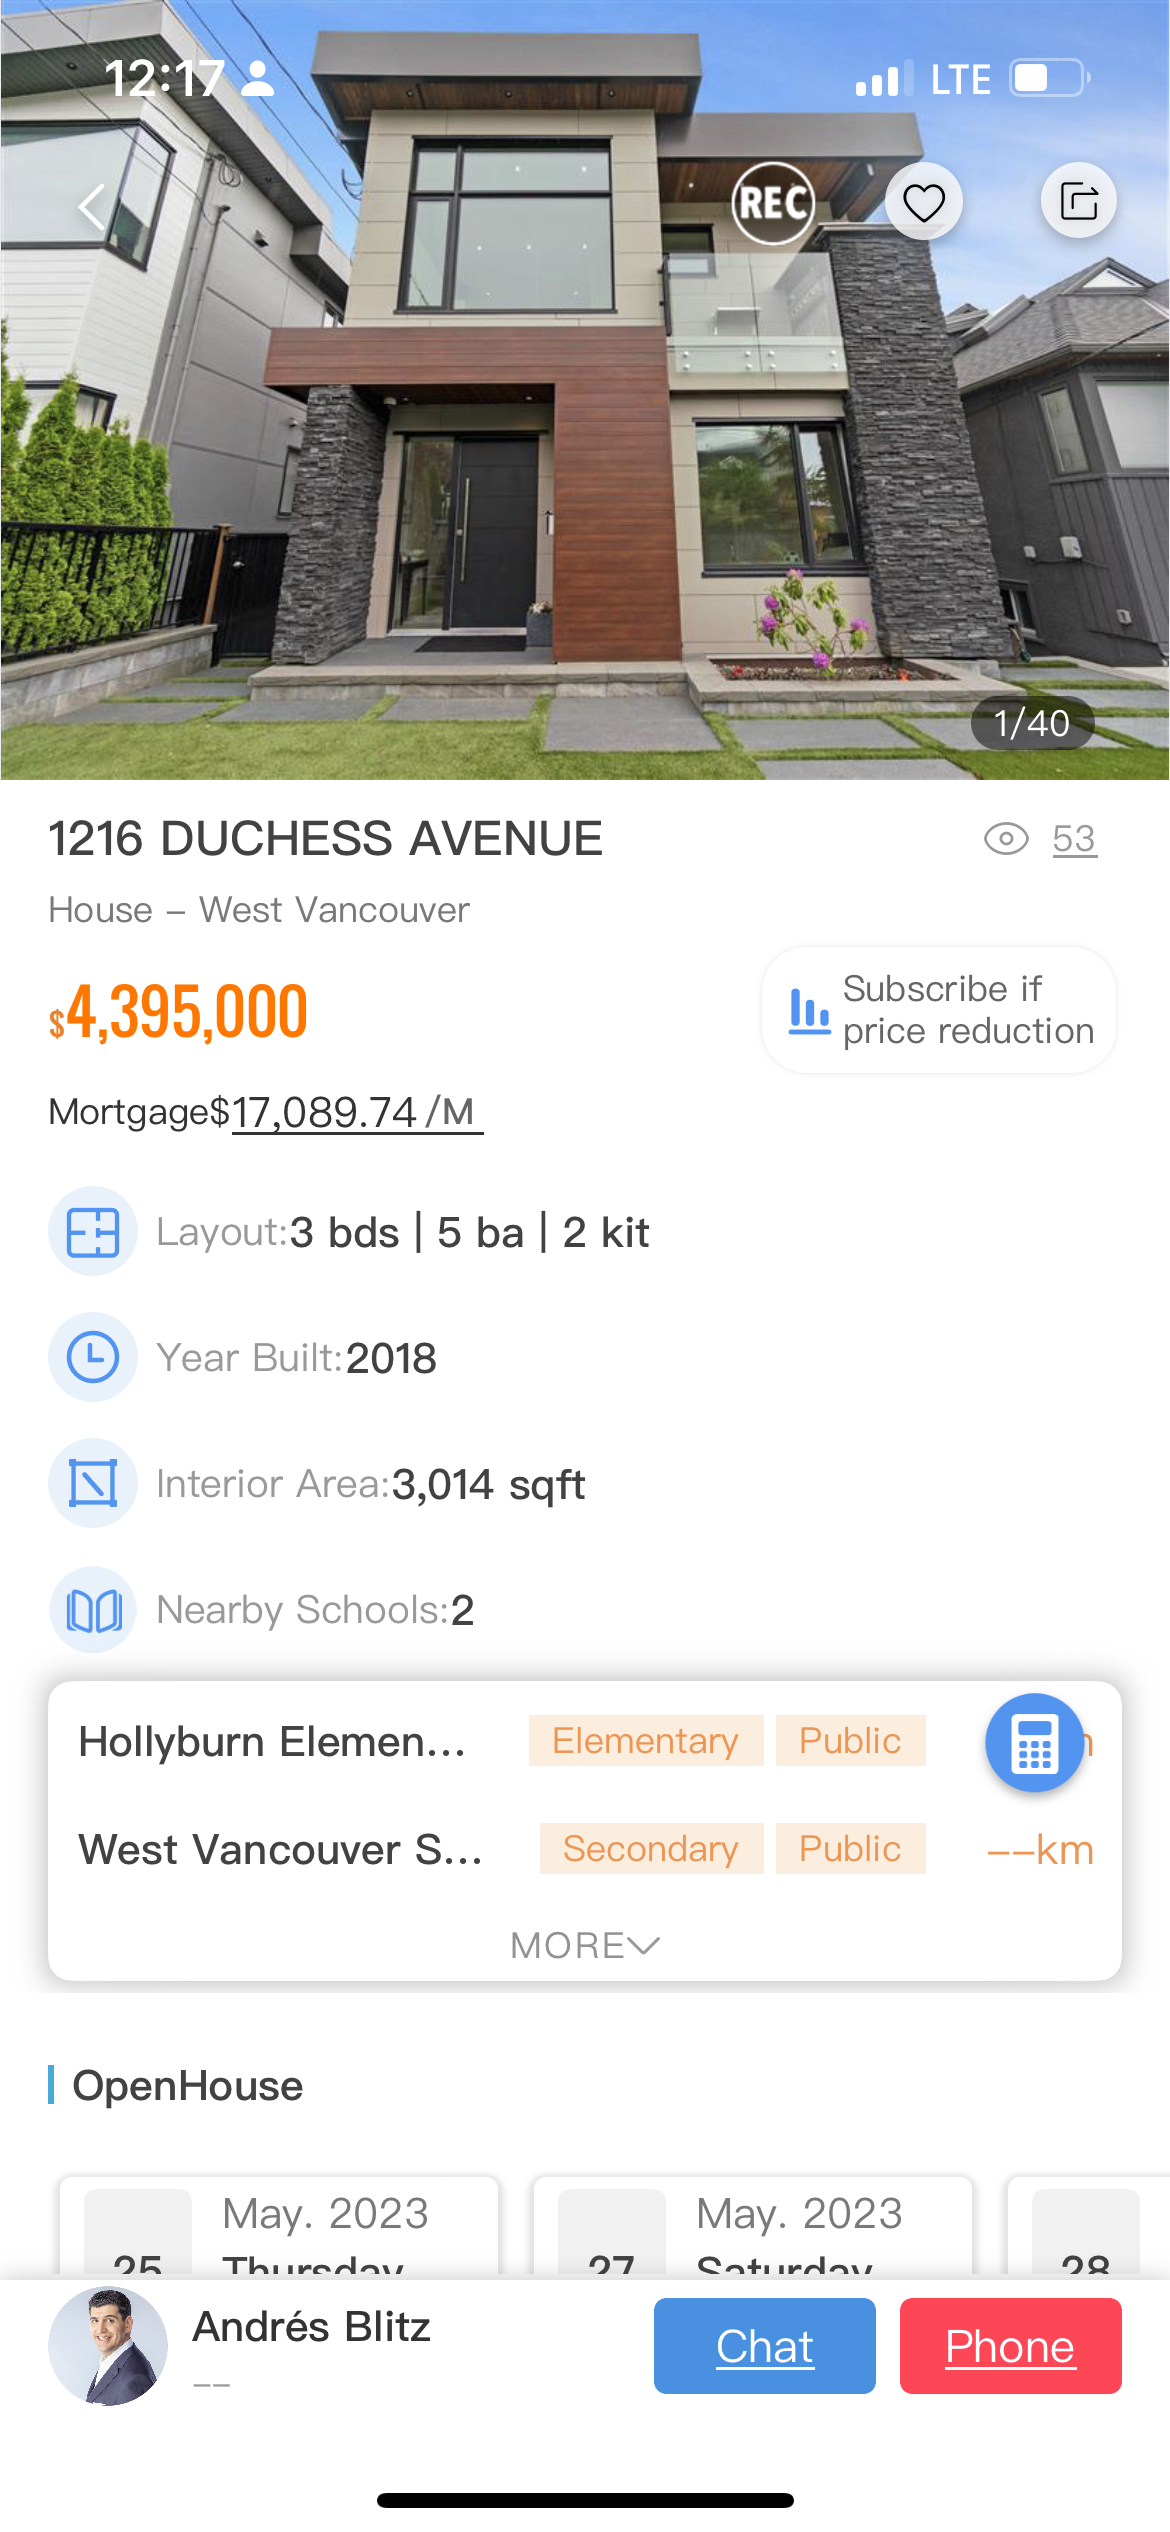 12:17
LTE
REC
1/40
1216 DUCHESS AVENUE
53
House – West Vancouver
$4,395,000
Subscribe if
price reduction
Mortgage$17,089.74 /M
Layout:3 bds | 5 ba | 2 kit
Year Built:2018
Interior Area:3,014 sqft
Nearby Schools:2
Hollyburn Elemen...
Elementary
Public
West Vancouver S...
Secondary
Public
--km
MORE
OpenHouse
May. 2023
May. 2023
25
Thursday
27
Saturday
28
Andrés Blitz
--
Chat
Phone